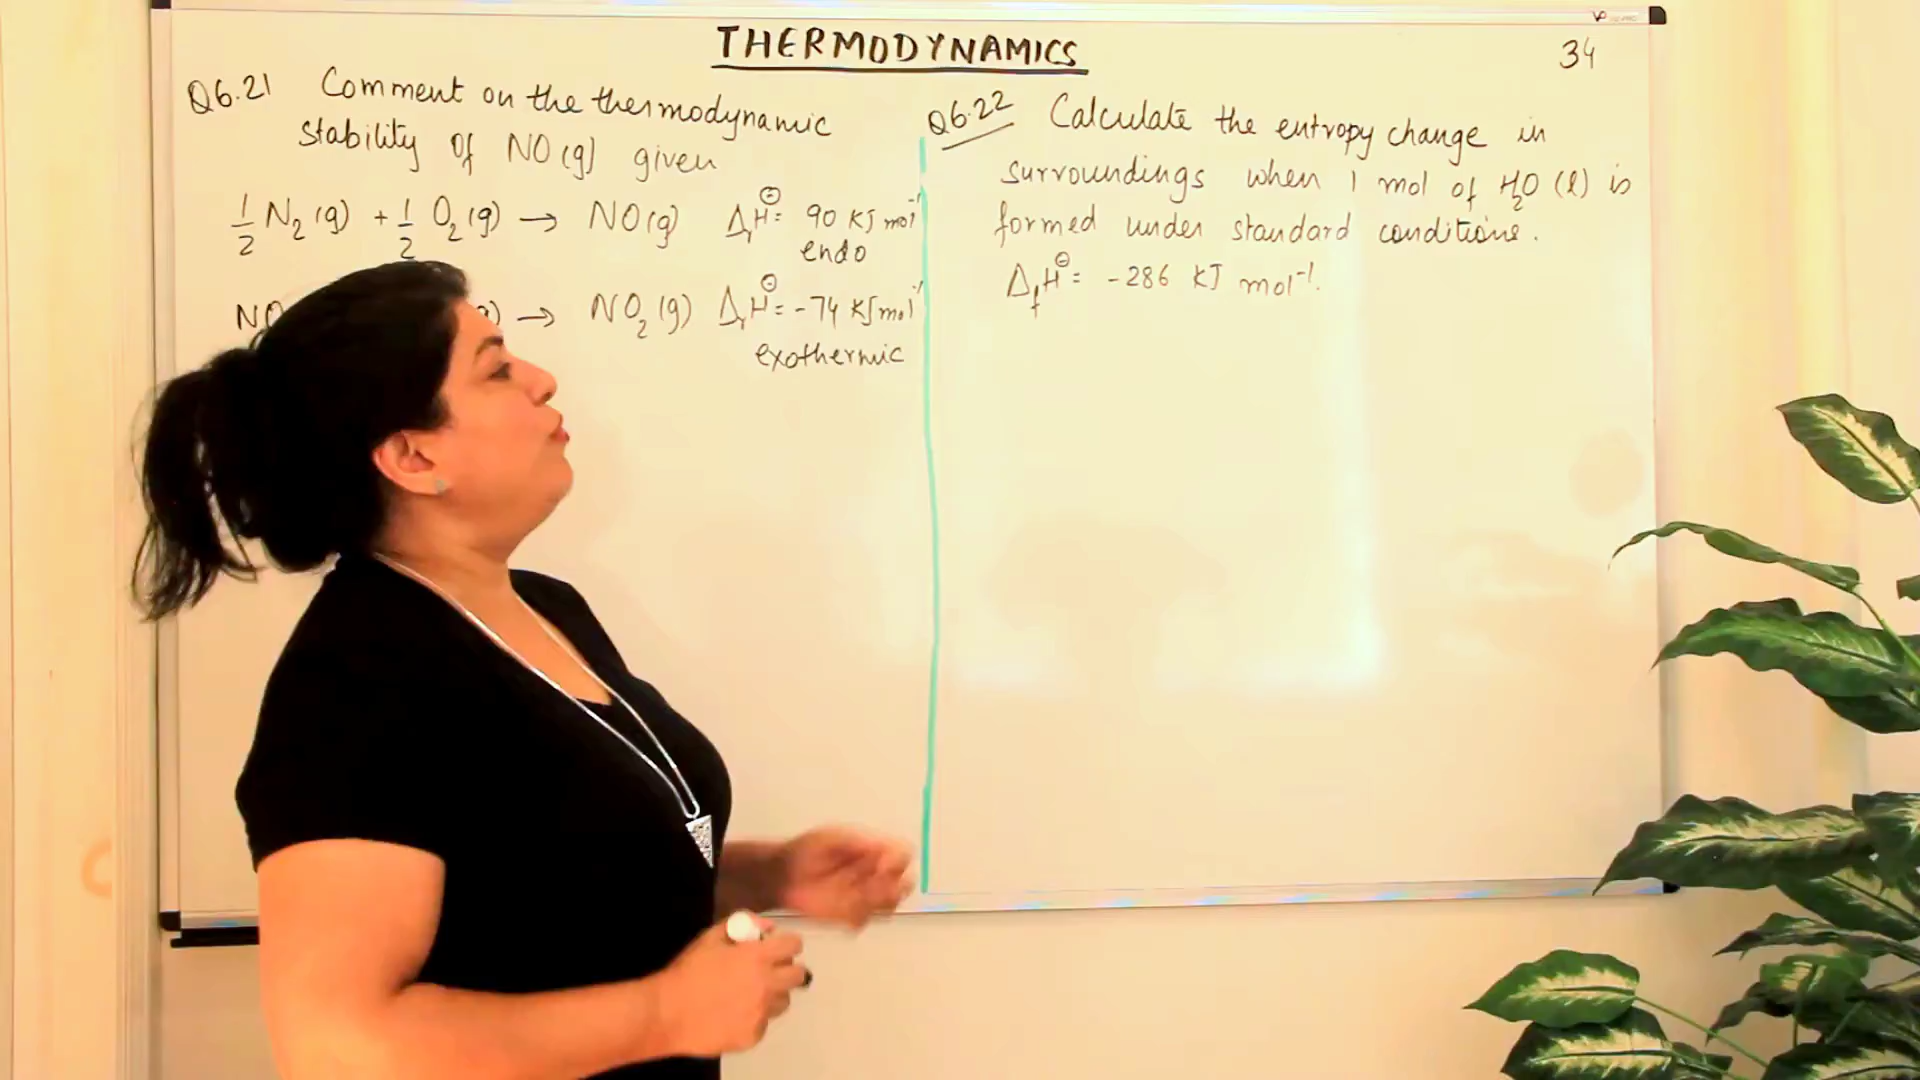 THERMODYNAMICS
34
Q6.21 Comment on the thermodynamic
stability of NO(g) given
1/2 N₂(g) + 1/2 O₂(g) → NO(g) ΔᵣH⊖ = 90 KJ mol⁻¹
endo
NO → NO₂(g) ΔᵣH⊖ = -74 KJ mol⁻¹
exothermic
Q6.22 Calculate the entropy change in
surroundings when 1 mol of H₂O (l) is
formed under standard conditions.
Δ_fH⊖ = -286 KJ mol⁻¹.